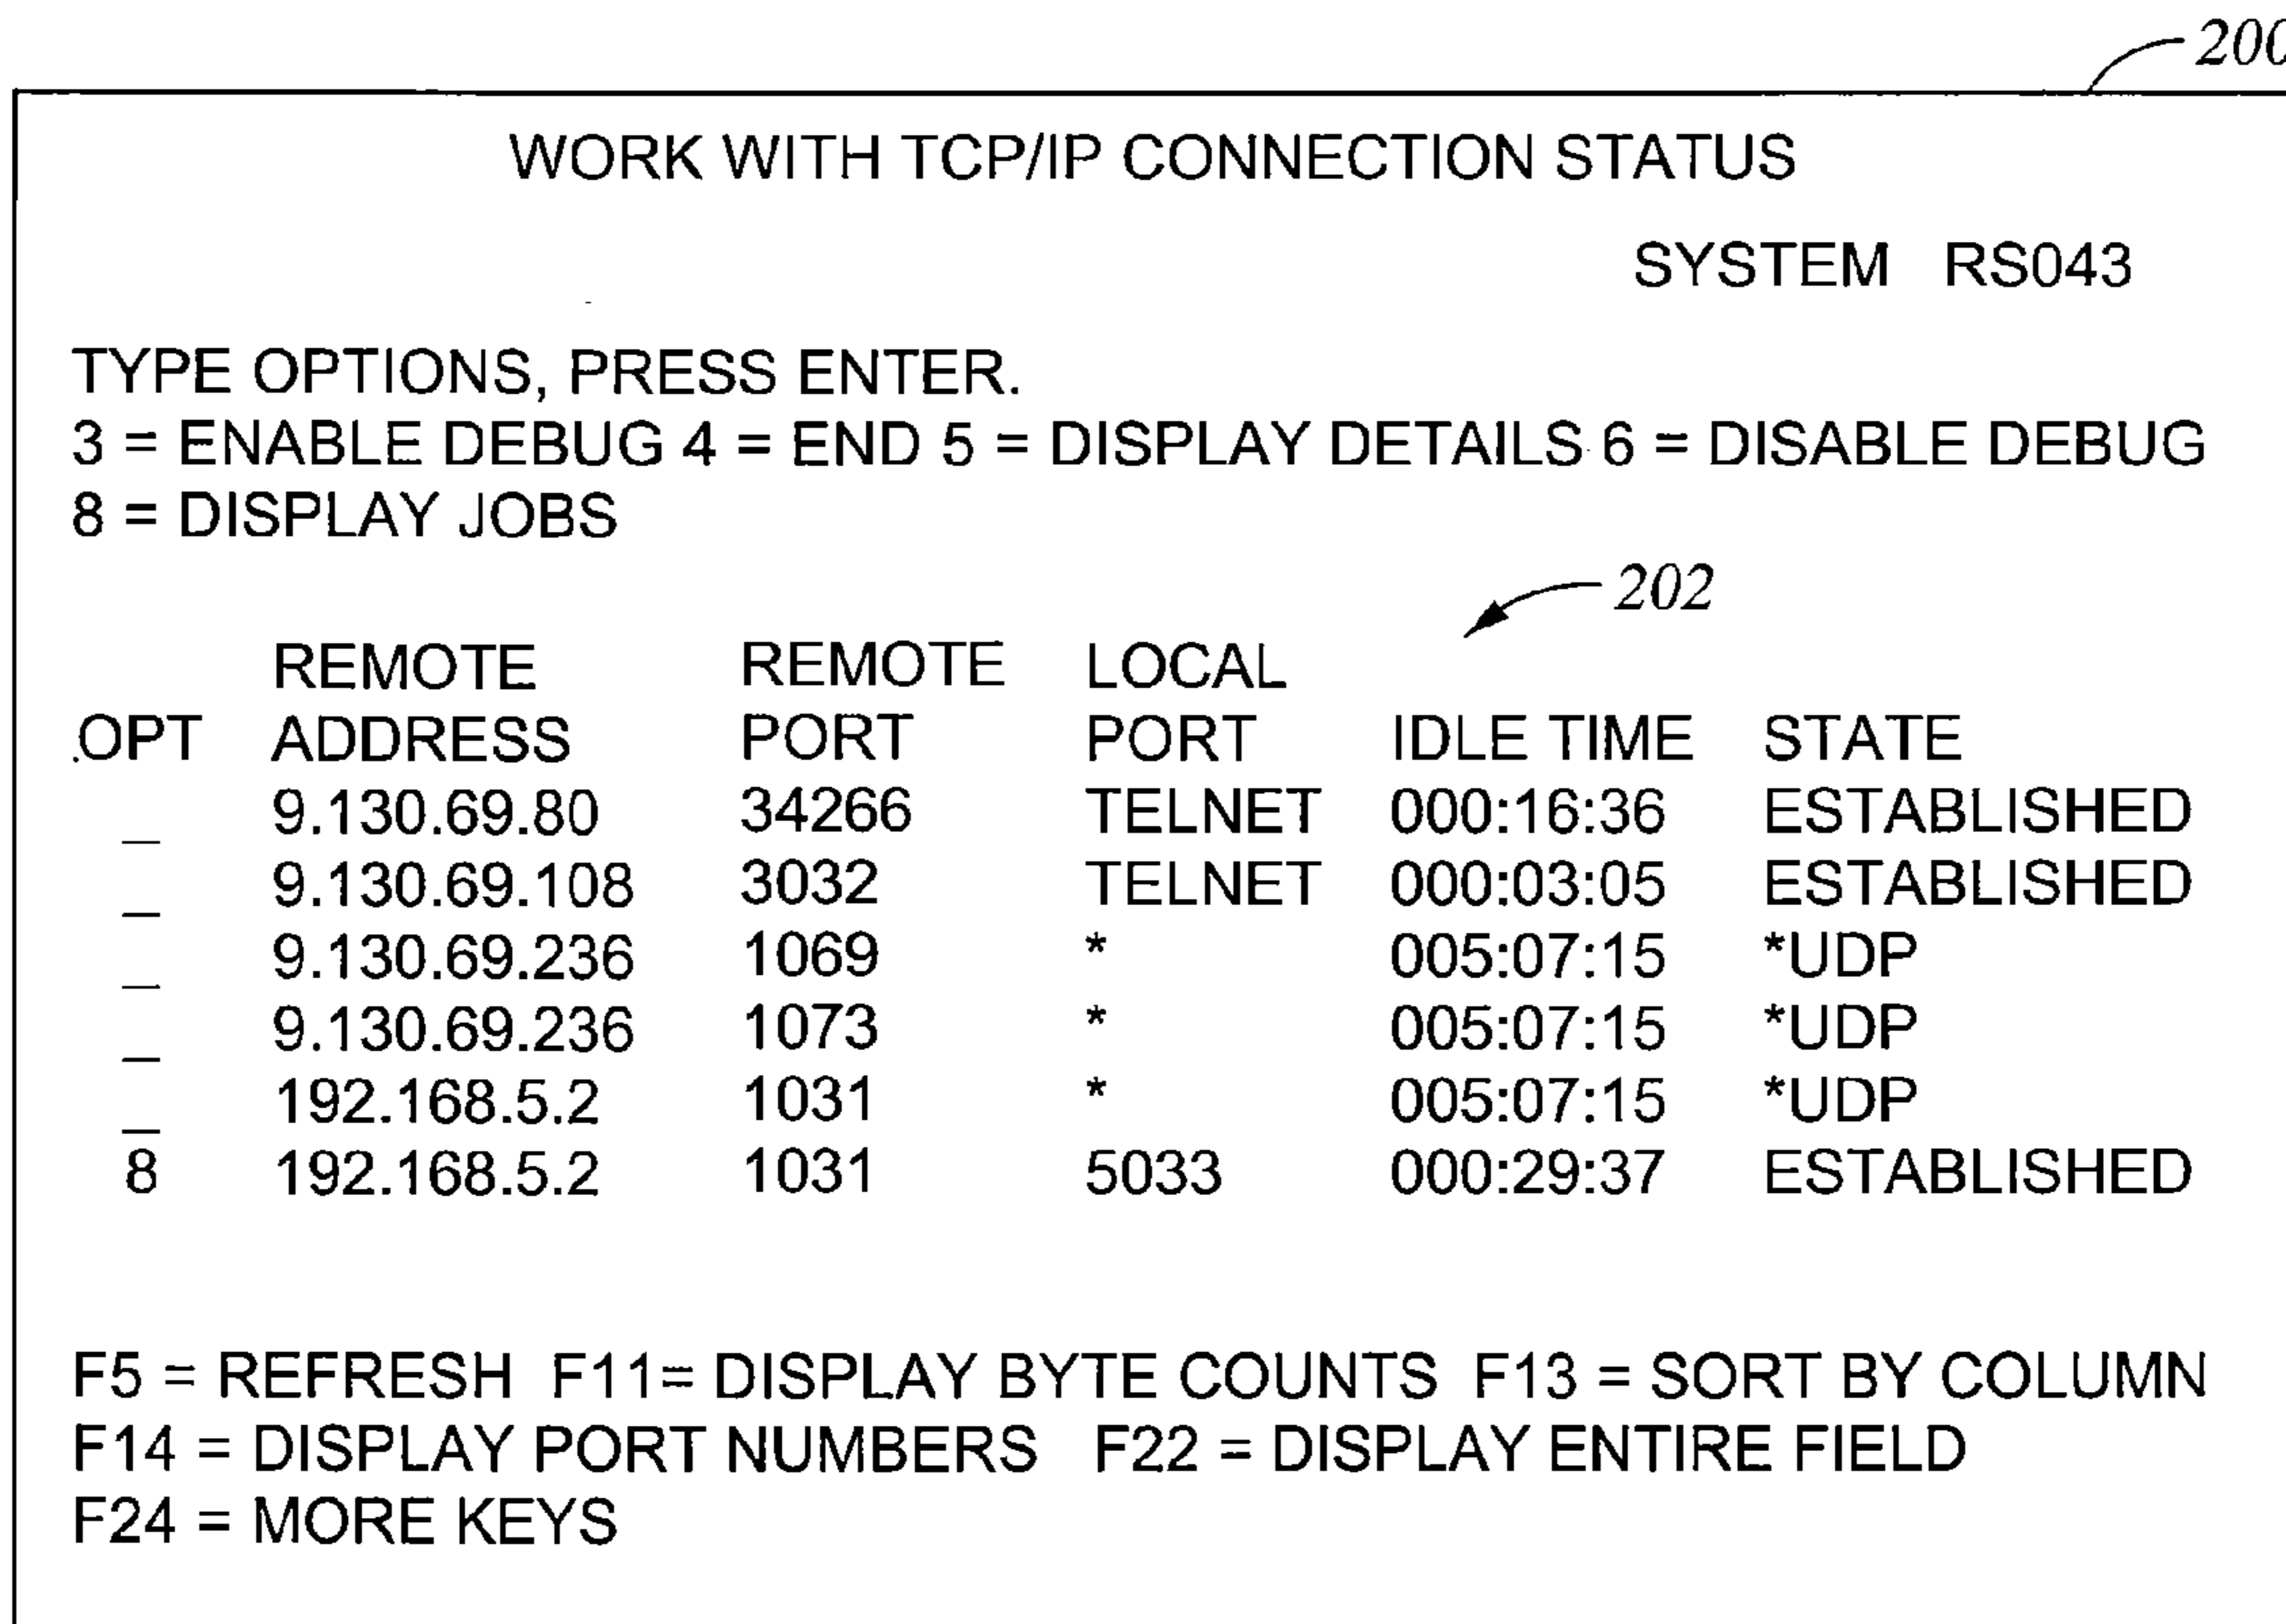 200
WORK WITH TCP/IP CONNECTION STATUS
SYSTEM RS043
TYPE OPTIONS, PRESS ENTER.
3 = ENABLE DEBUG 4 = END 5 = DISPLAY DETAILS 6 = DISABLE DEBUG
8 = DISPLAY JOBS
202
REMOTE REMOTE LOCAL
OPT ADDRESS PORT PORT IDLE TIME STATE
_ 9.130.69.80 34266 TELNET 000:16:36 ESTABLISHED
_ 9.130.69.108 3032 TELNET 000:03:05 ESTABLISHED
_ 9.130.69.236 1069 * 005:07:15 *UDP
_ 9.130.69.236 1073 * 005:07:15 *UDP
_ 192.168.5.2 1031 * 005:07:15 *UDP
8 192.168.5.2 1031 5033 000:29:37 ESTABLISHED
F5 = REFRESH F11= DISPLAY BYTE COUNTS F13 = SORT BY COLUMN
F14 = DISPLAY PORT NUMBERS F22 = DISPLAY ENTIRE FIELD
F24 = MORE KEYS